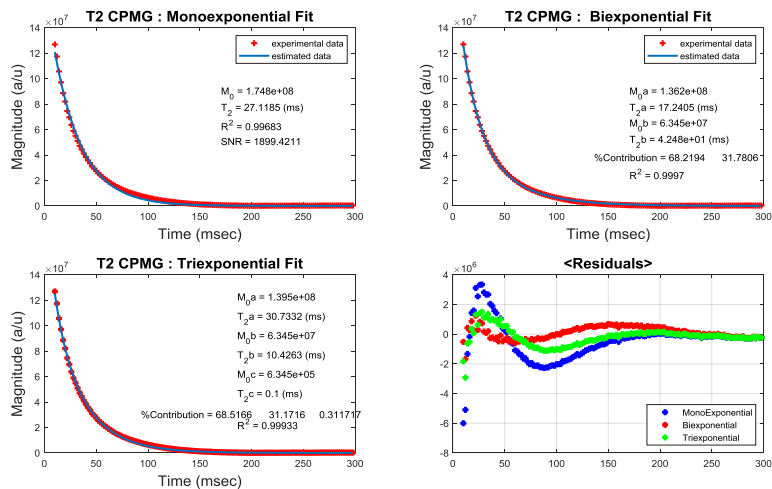 T2 CPMG : Monoexponential Fit
×10⁷
14
12
10
8
6
4
2
0
Magnitude (a/u)
0 50 100 150 200 250 300
Time (msec)
experimental data
estimated data
M₀ = 1.748e+08
T₂ = 27.1185 (ms)
R² = 0.99683
SNR = 1899.4211
T2 CPMG : Biexponential Fit
×10⁷
14
12
10
8
6
4
2
0
Magnitude (a/u)
0 50 100 150 200 250 300
Time (msec)
experimental data
estimated data
M₀a = 1.362e+08
T₂a = 17.2405 (ms)
M₀b = 6.345e+07
T₂b = 4.248e+01 (ms)
%Contribution = 68.2194 31.7806
R² = 0.9997
T2 CPMG : Triexponential Fit
×10⁷
14
12
10
8
6
4
2
0
Magnitude (a/u)
0 50 100 150 200 250 300
Time (msec)
M₀a = 1.395e+08
T₂a = 30.7332 (ms)
M₀b = 6.345e+07
T₂b = 10.4263 (ms)
M₀c = 6.345e+05
T₂c = 0.1 (ms)
%Contribution = 68.5166 31.1716 0.311717
R² = 0.99933
<Residuals>
×10⁶
4
2
0
-2
-4
-6
-8
0 50 100 150 200 250 300
MonoExponential
Biexponential
Triexponential